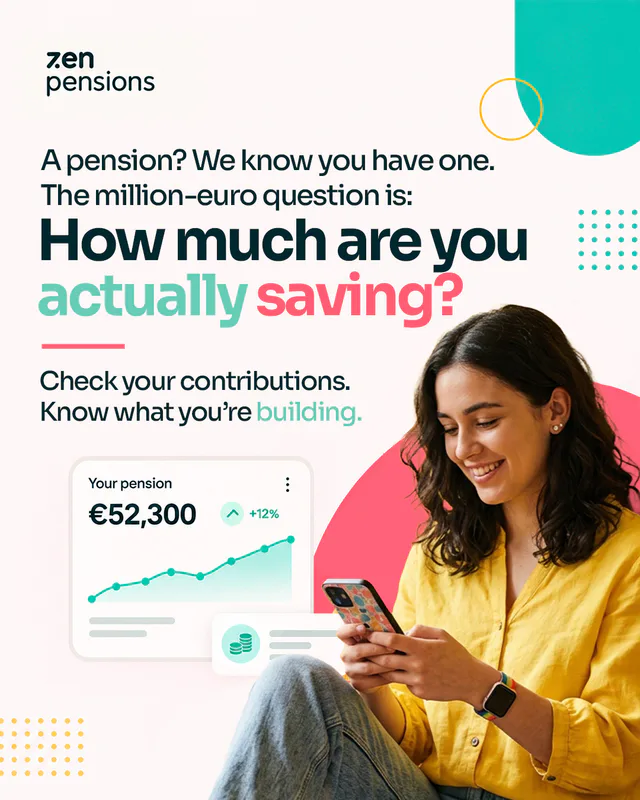 zen
pensions
A pension? We know you have one.
The million-euro question is:
How much are you
actually saving?
Check your contributions.
Know what you’re building.
Your pension
€52,300
+12%